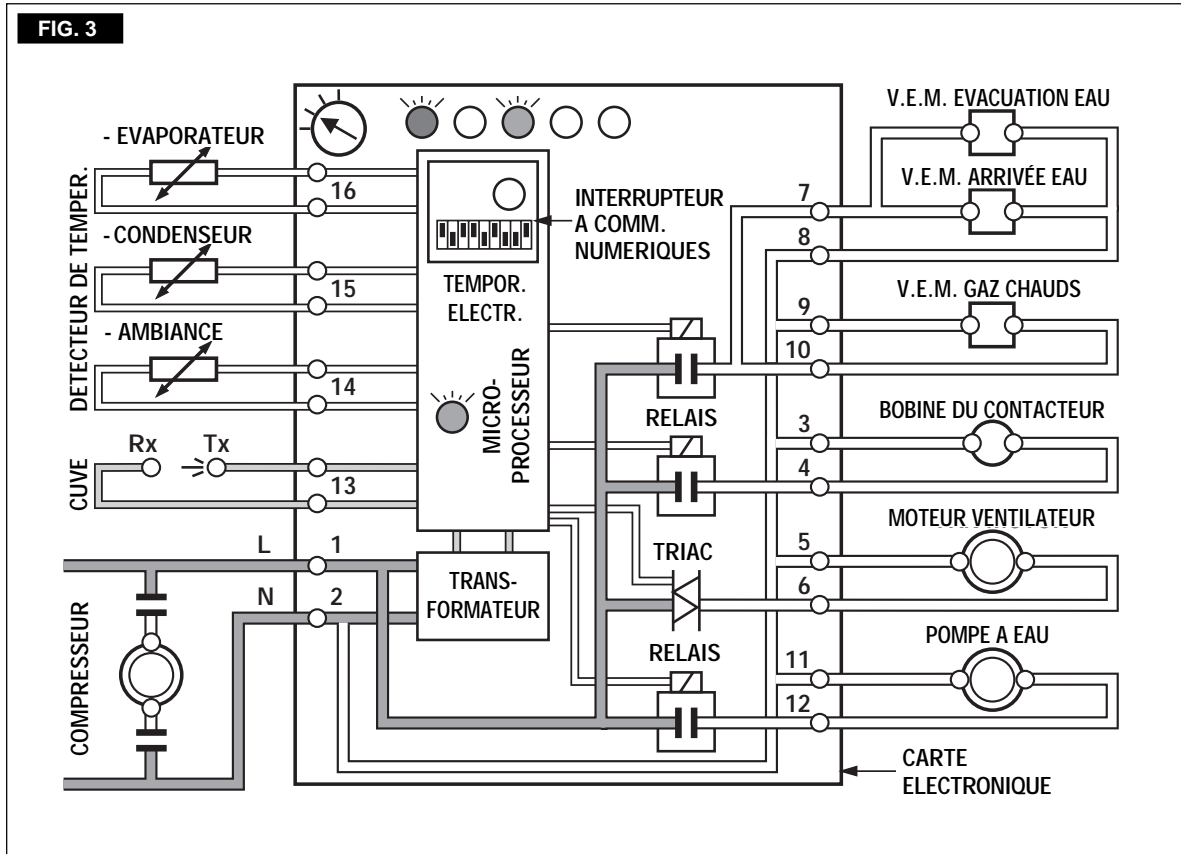 FIG. 3
DETECTEUR DE TEMPER.
- EVAPORATEUR
16
-CONDENSEUR
15
- AMBIANCE
14
CUVE
Rx
Tx
13
L
1
N
2
COMPRESSEUR
INTERRUPTEUR
A COMM.
NUMERIQUES
TEMPOR.
ELECTR.
MICRO-
PROCESSEUR
TRANS-
FORMATEUR
RELAIS
TRIAC
RELAIS
V.E.M. EVACUATION EAU
7
V.E.M. ARRIVÉE EAU
8
V.E.M. GAZ CHAUDS
9
10
BOBINE DU CONTACTEUR
3
4
MOTEUR VENTILATEUR
5
6
POMPE A EAU
11
12
CARTE
ELECTRONIQUE